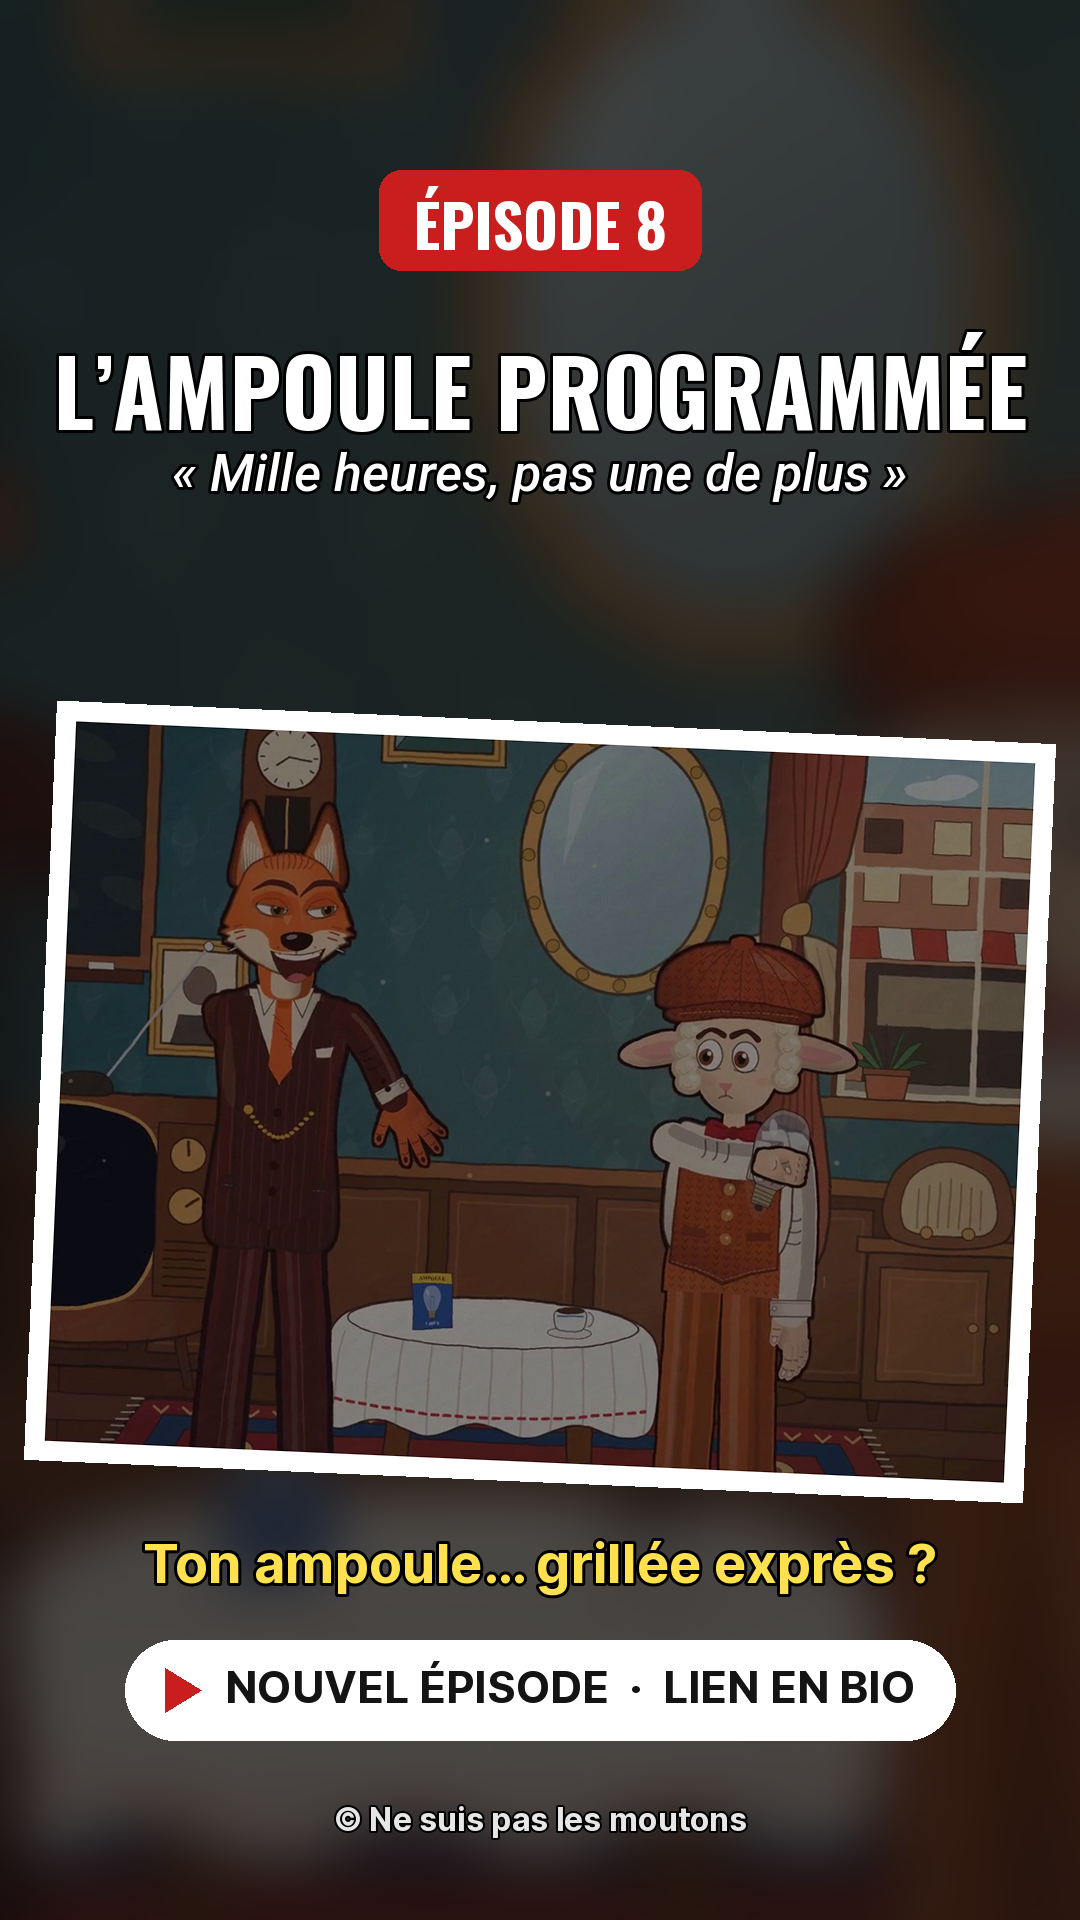 ÉPISODE 8
L’AMPOULE PROGRAMMÉE
« Mille heures, pas une de plus »
AMPOULE
Ton ampoule... grillée exprès ?
NOUVEL ÉPISODE · LIEN EN BIO
© Ne suis pas les moutons